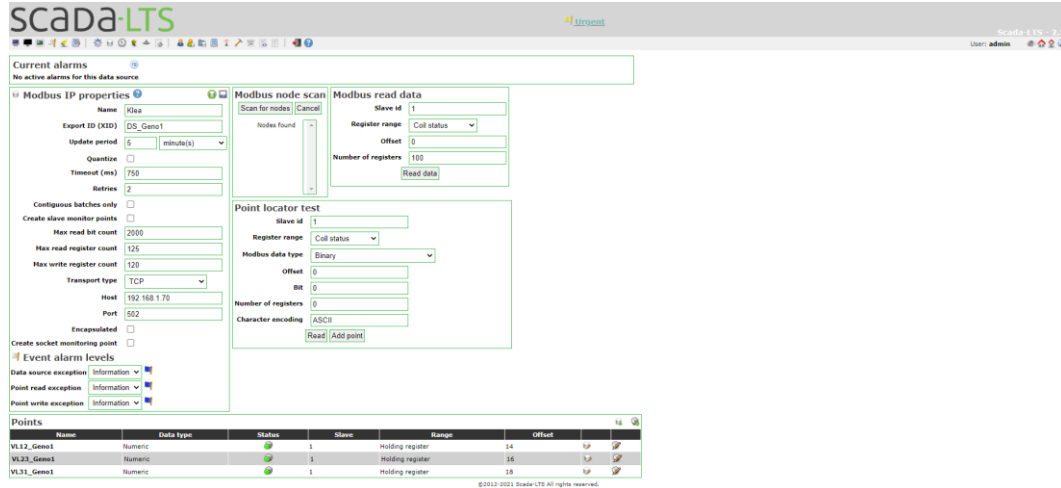 scada-LTS
Urgent
Scada-LTS - 2.
User: admin
Current alarms
No active alarms for this data source
Modbus IP properties
Name Klea
Export ID (XID) DS_Geno1
Update period 5 minute(s)
Quantize
Timeout (ms) 750
Retries 2
Contiguous batches only
Create slave monitor points
Max read bit count 2000
Max read register count 125
Max write register count 120
Transport type TCP
Host 192.168.1.70
Port 502
Encapsulated
Create socket monitoring point
Event alarm levels
Data source exception Information
Point read exception Information
Point write exception Information
Modbus node scan
Scan for nodes Cancel
Nodes found
Modbus read data
Slave id 1
Register range Coil status
Offset 0
Number of registers 100
Read data
Point locator test
Slave id 1
Register range Coil status
Modbus data type Binary
Offset 0
Bit 0
Number of registers 0
Character encoding ASCII
Read Add point
Points
Name Data type Status Slave Range Offset
VL12_Geno1 Numeric 1 Holding register 14
VL23_Geno1 Numeric 1 Holding register 16
VL31_Geno1 Numeric 1 Holding register 18
©2012-2021 Scada-LTS All rights reserved.